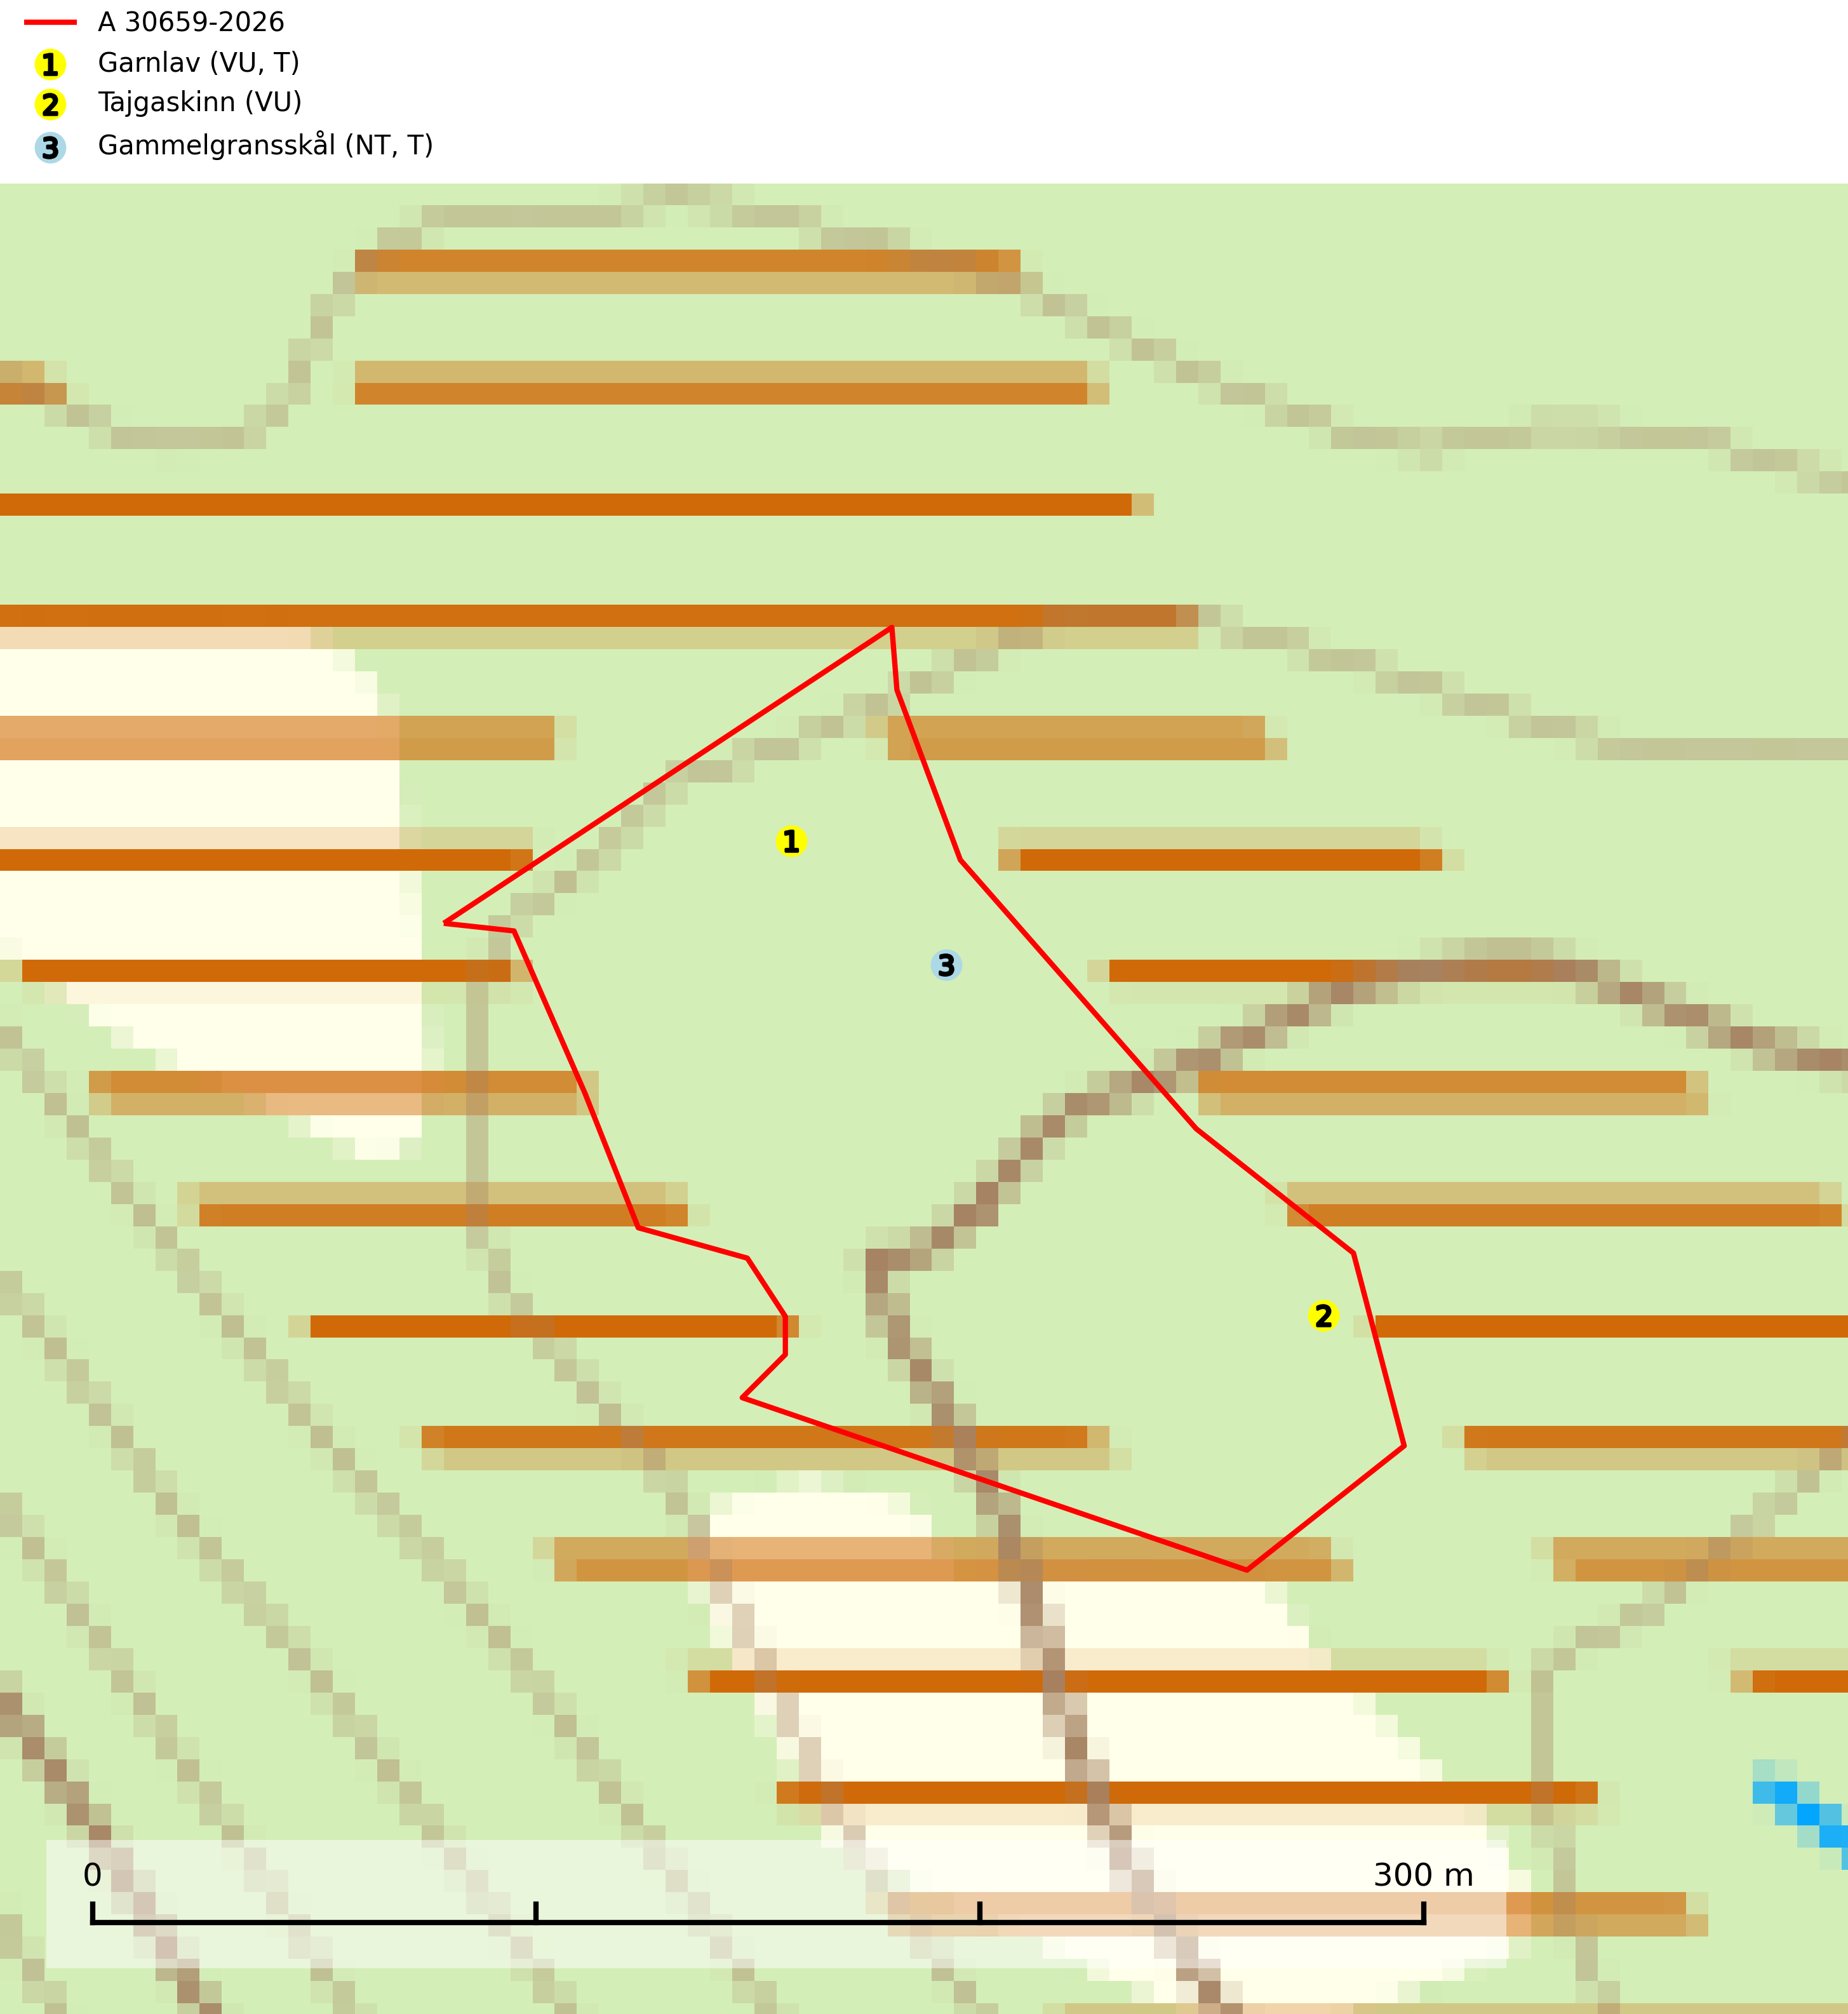 A 30659-2026
1 Garnlav (VU, T)
2 Tajgaskinn (VU)
3 Gammelgransskål (NT, T)
1
3
2
0 300 m